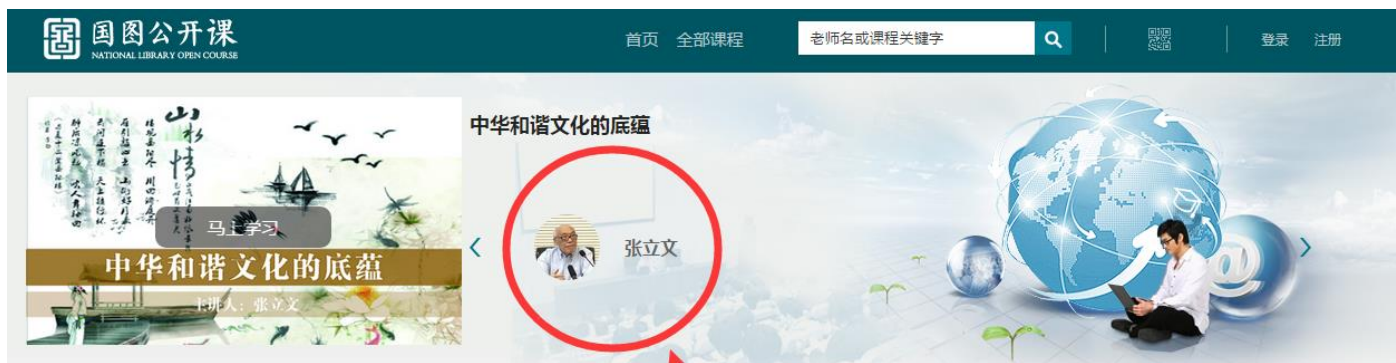 国图公开课
NATIONAL LIBRARY OPEN COURSE
首页 全部课程
老师名或课程关键字
登录 注册
山水情
马上学习
中华和谐文化的底蕴
主讲人：张立文
中华和谐文化的底蕴
张立文
@